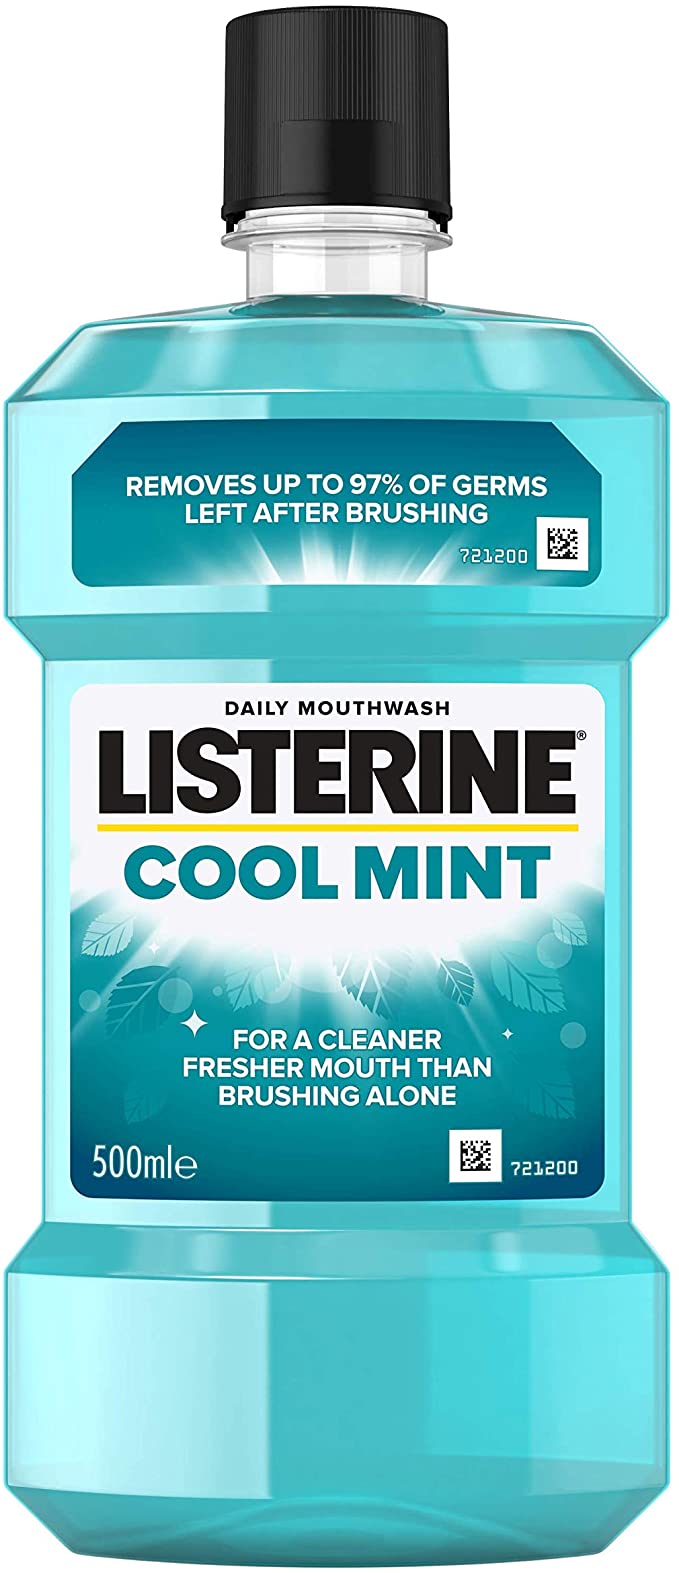 REMOVES UP TO 97% OF GERMS
LEFT AFTER BRUSHING
721200
DAILY MOUTHWASH
LISTERINE®
COOL MINT
FOR A CLEANER
FRESHER MOUTH THAN
BRUSHING ALONE
500ml℮
721200